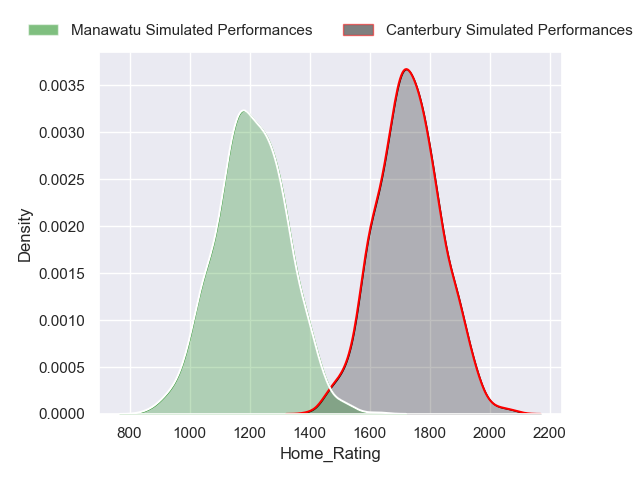 Manawatu Simulated Performances
Canterbury Simulated Performances
0.0035
0.0030
0.0025
0.0020
0.0015
0.0010
0.0005
0.0000
Density
800 1000 1200 1400 1600 1800 2000 2200
Home_Rating